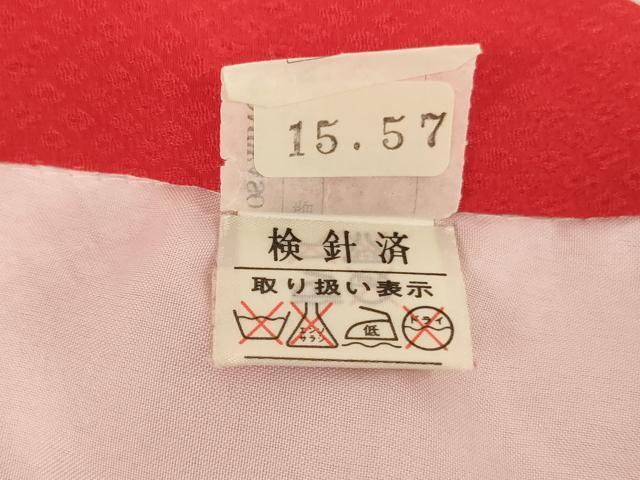 15.57
検針済
取り扱い表示
エンソ
サラシ
低
ドライ